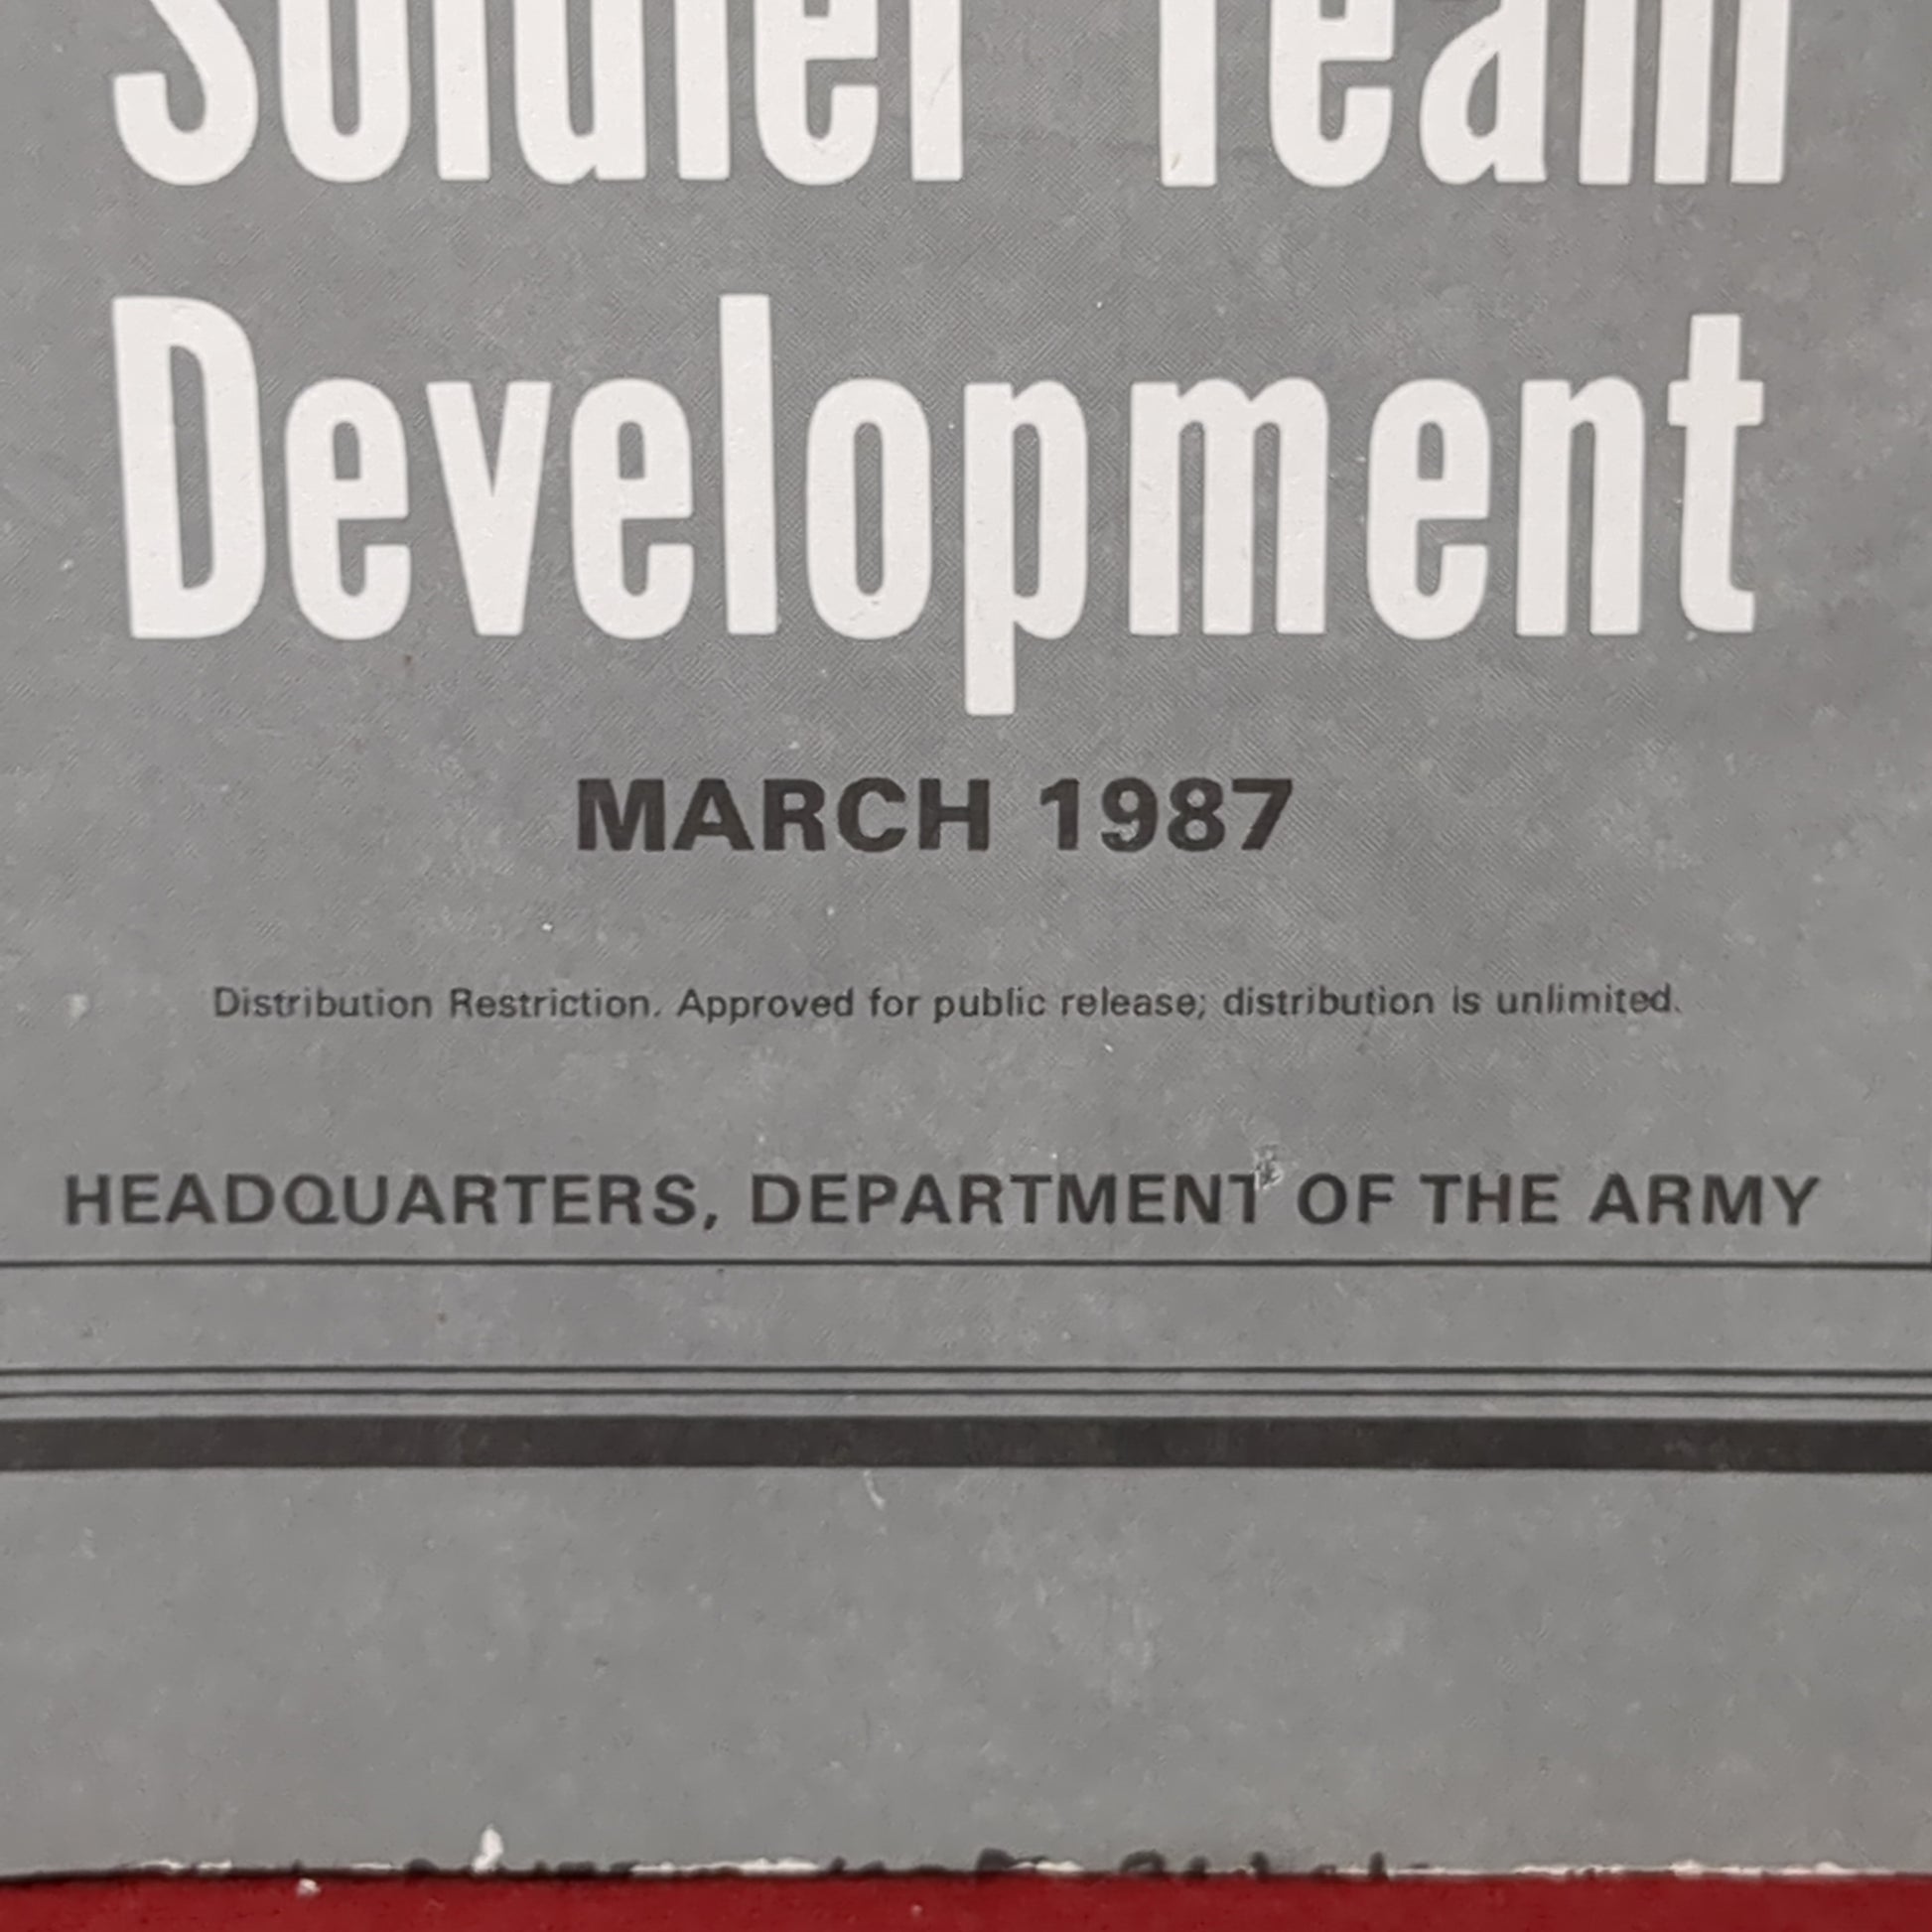 Soldier Team
Development
MARCH 1987
Distribution Restriction. Approved for public release; distribution is unlimited.
HEADQUARTERS, DEPARTMENT OF THE ARMY